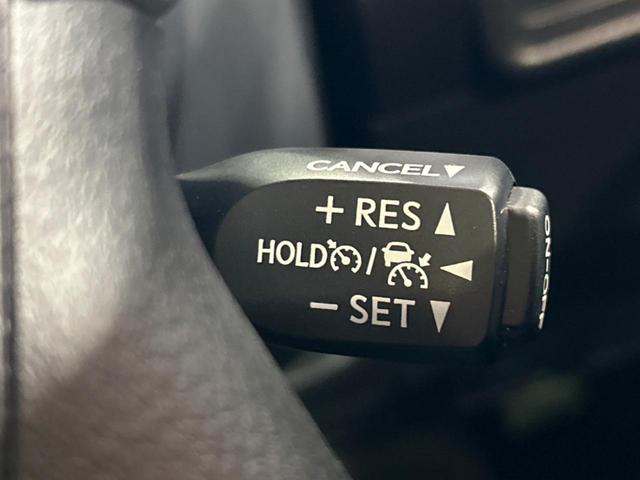 CANCEL▼
+ RES ▲
HOLD / ◀
− SET ▼
ON-OFF